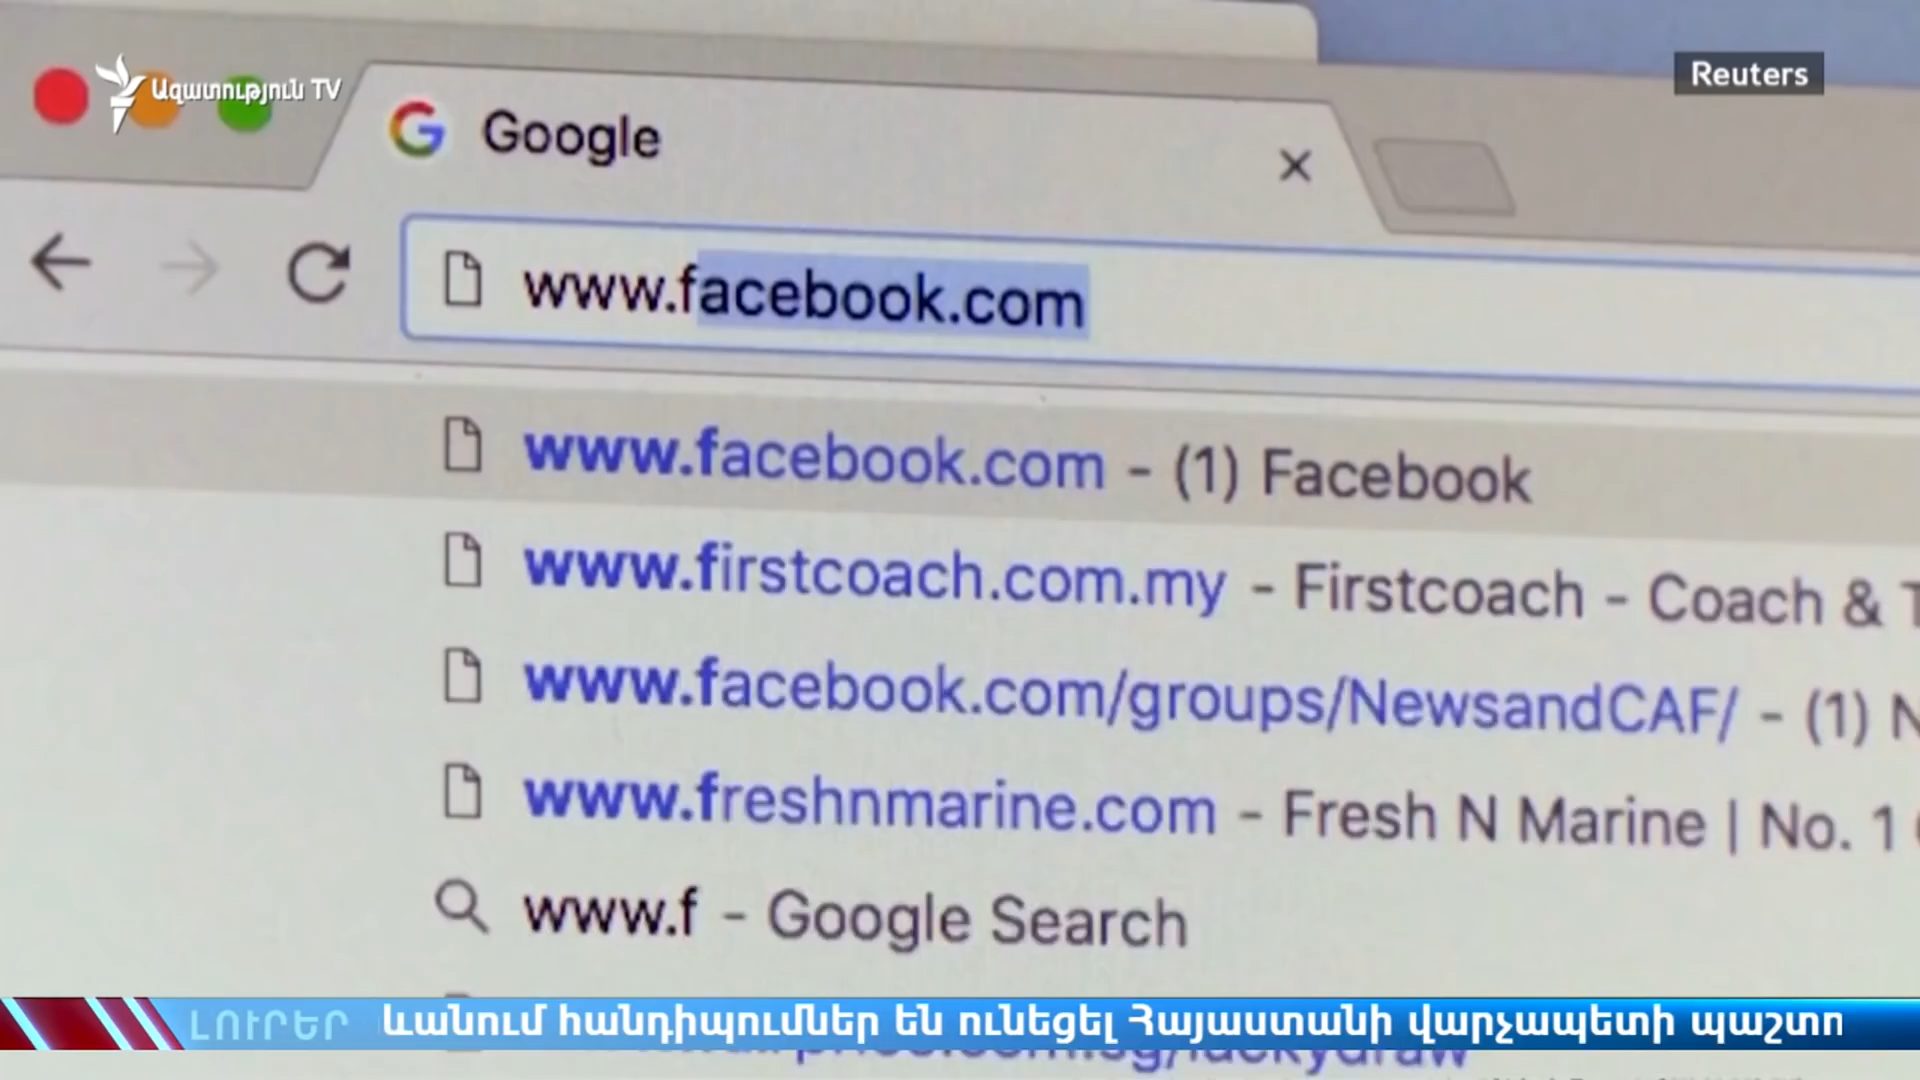 Ազատություն TV
Reuters
Google
www.facebook.com
www.facebook.com - (1) Facebook
www.firstcoach.com.my - Firstcoach - Coach & T
www.facebook.com/groups/NewsandCAF/ - (1) N
www.freshnmarine.com - Fresh N Marine | No. 1
www.f - Google Search
ԼՈՒՐԵՐ ևանում հանդիպումներ են ունեցել Հայաստանի վարչապետի պաշտո